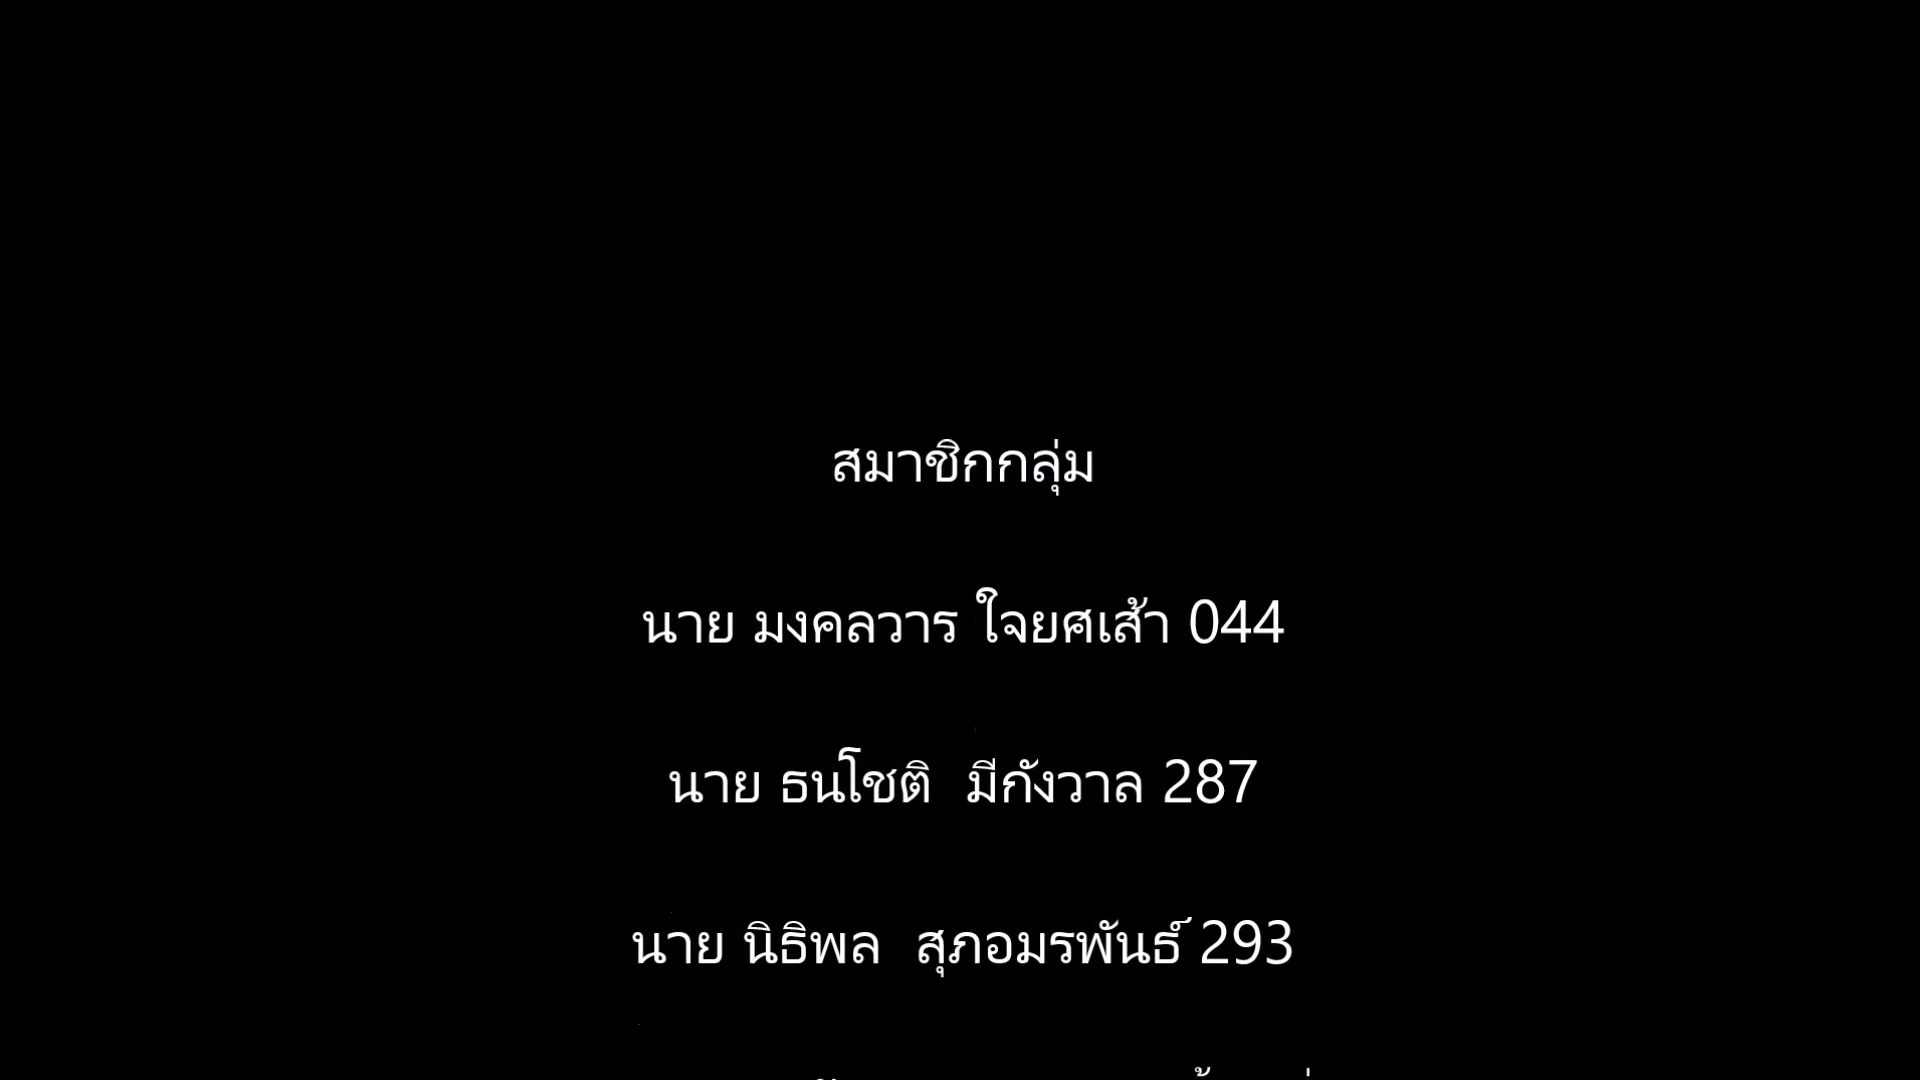 สมาชิกกลุ่ม
นาย มงคลวาร ใจยศเส้า 044
นาย ธนโชติ  มีกังวาล 287
นาย นิธิพล  สุภอมรพันธ์ 293